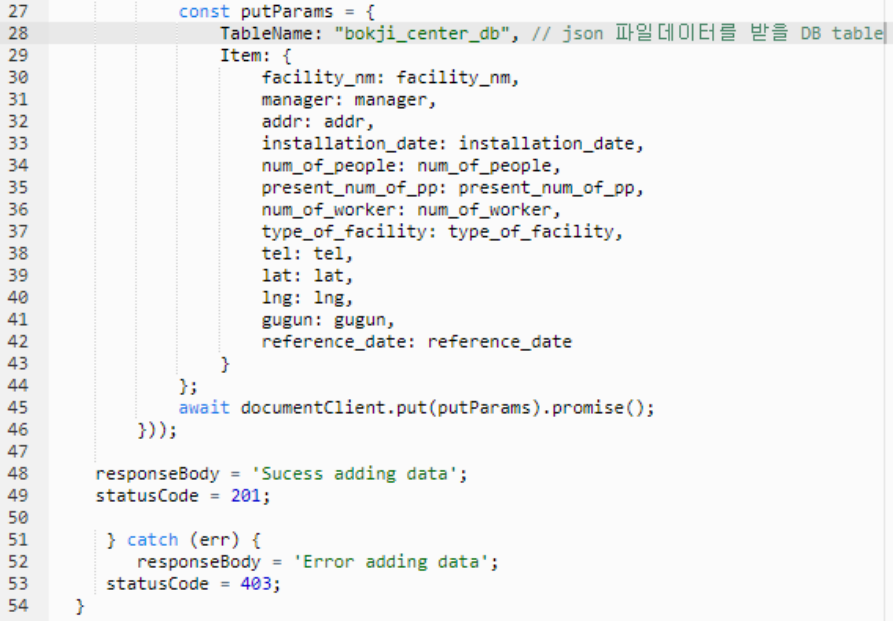 27 const putParams = {
28 TableName: "bokji_center_db", // json 파일데이터를 받을 DB table
29 Item: {
30 facility_nm: facility_nm,
31 manager: manager,
32 addr: addr,
33 installation_date: installation_date,
34 num_of_people: num_of_people,
35 present_num_of_pp: present_num_of_pp,
36 num_of_worker: num_of_worker,
37 type_of_facility: type_of_facility,
38 tel: tel,
39 lat: lat,
40 lng: lng,
41 gugun: gugun,
42 reference_date: reference_date
43 }
44 };
45 await documentClient.put(putParams).promise();
46 }));
47
48 responseBody = 'Sucess adding data';
49 statusCode = 201;
50
51 } catch (err) {
52 responseBody = 'Error adding data';
53 statusCode = 403;
54 }